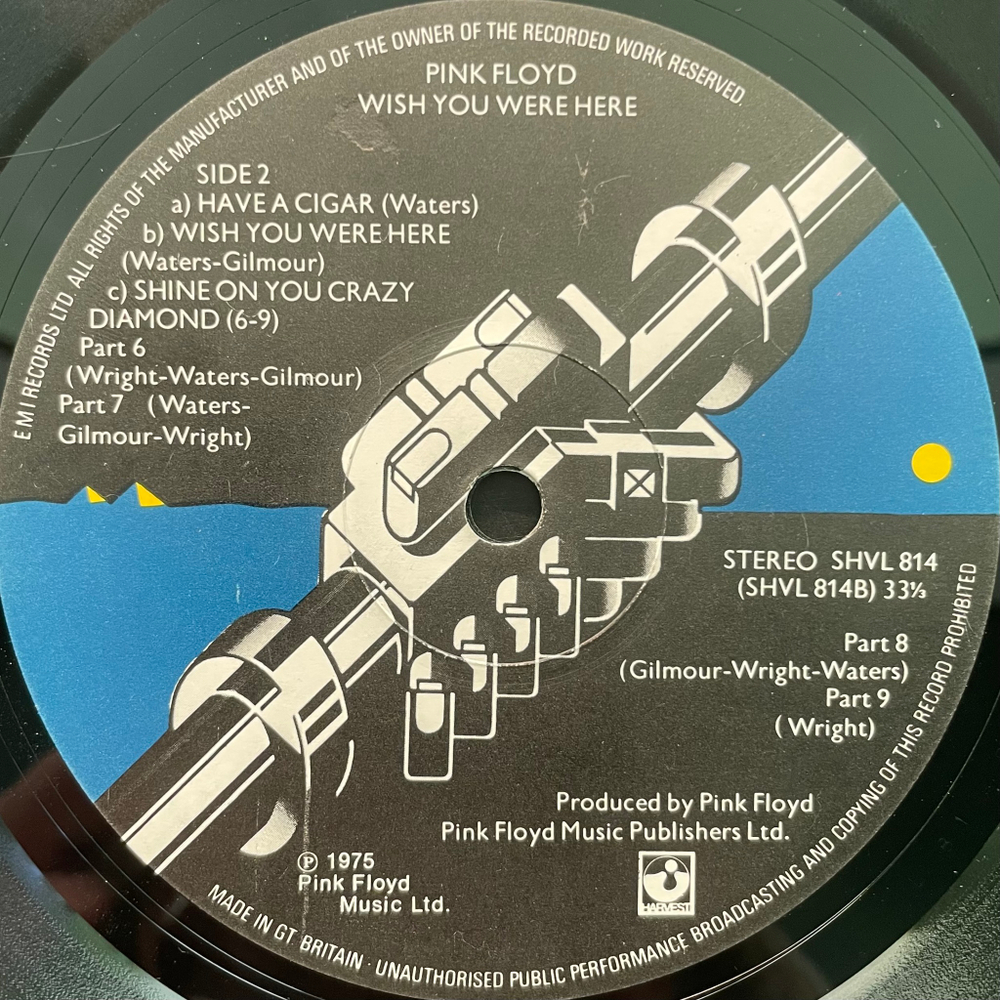 E M I RECORDS LTD. ALL RIGHTS OF THE MANUFACTURER AND OF THE OWNER OF THE RECORDED WORK RESERVED.
PINK FLOYD
WISH YOU WERE HERE
SIDE 2
a) HAVE A CIGAR (Waters)
b) WISH YOU WERE HERE
(Waters-Gilmour)
c) SHINE ON YOU CRAZY
DIAMOND (6-9)
Part 6
(Wright-Waters-Gilmour)
Part 7 (Waters-
Gilmour-Wright)
STEREO SHVL 814
(SHVL 814B) 33⅓
Part 8
(Gilmour-Wright-Waters)
Part 9
(Wright)
Produced by Pink Floyd
Pink Floyd Music Publishers Ltd.
℗ 1975
Pink Floyd
Music Ltd.
HARVEST
MADE IN GT BRITAIN · UNAUTHORISED PUBLIC PERFORMANCE BROADCASTING AND COPYING OF THIS RECORD PROHIBITED